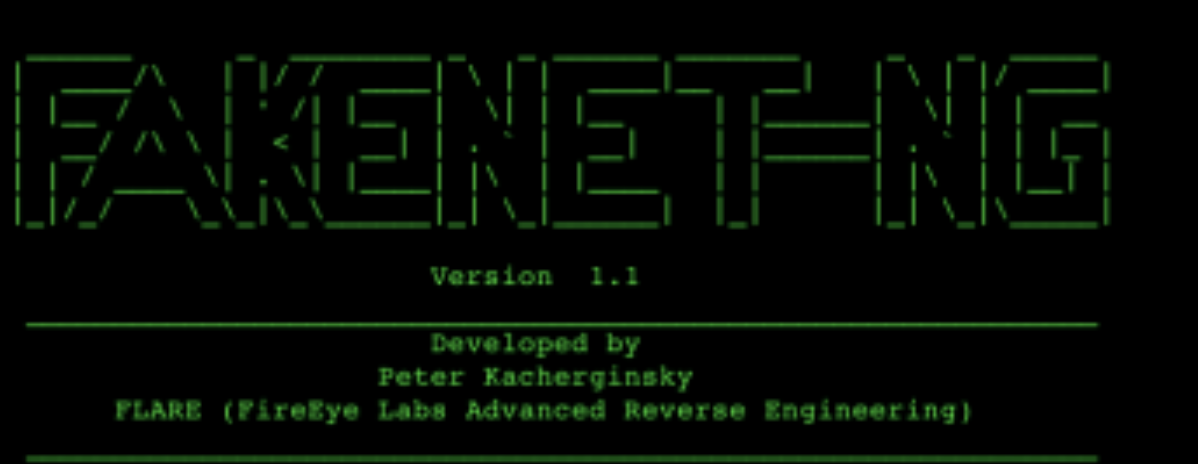 FAKENET-NG
Version 1.1
Developed by
Peter Kacherginsky
FLARE (FireEye Labs Advanced Reverse Engineering)